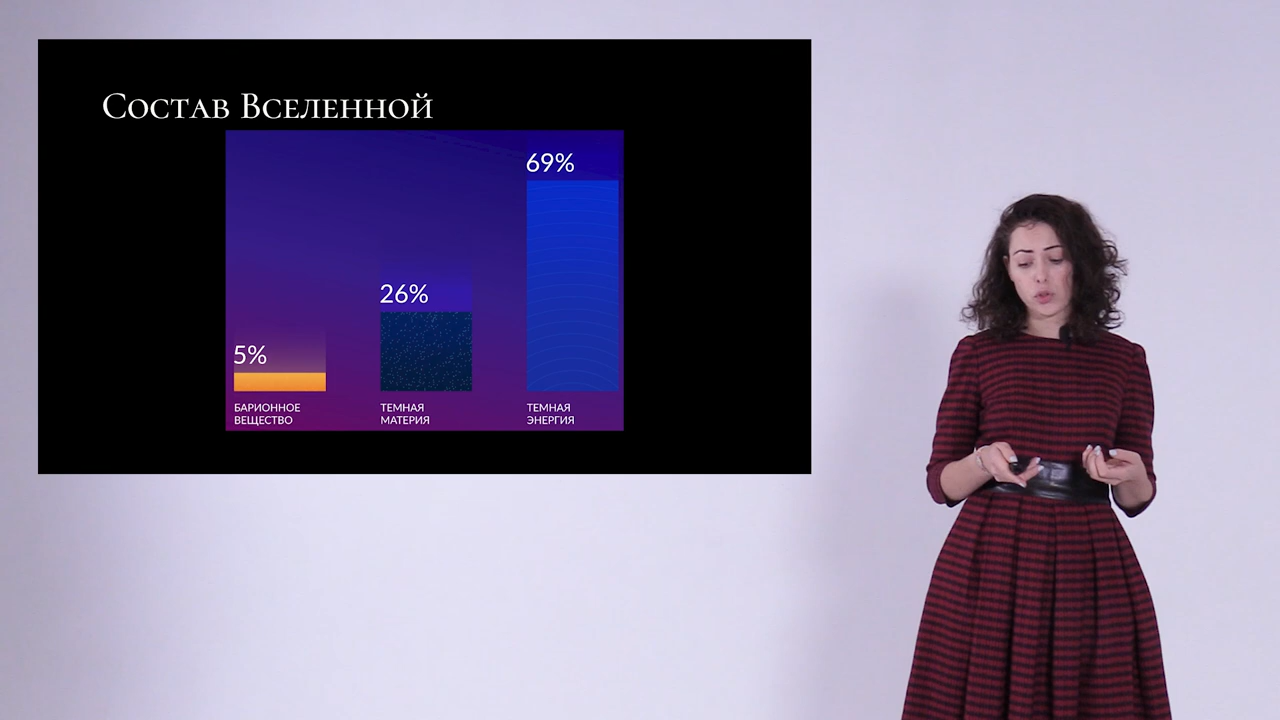 Состав Вселенной
69%
26%
5%
БАРИОННОЕ
ВЕЩЕСТВО
ТЕМНАЯ
МАТЕРИЯ
ТЕМНАЯ
ЭНЕРГИЯ